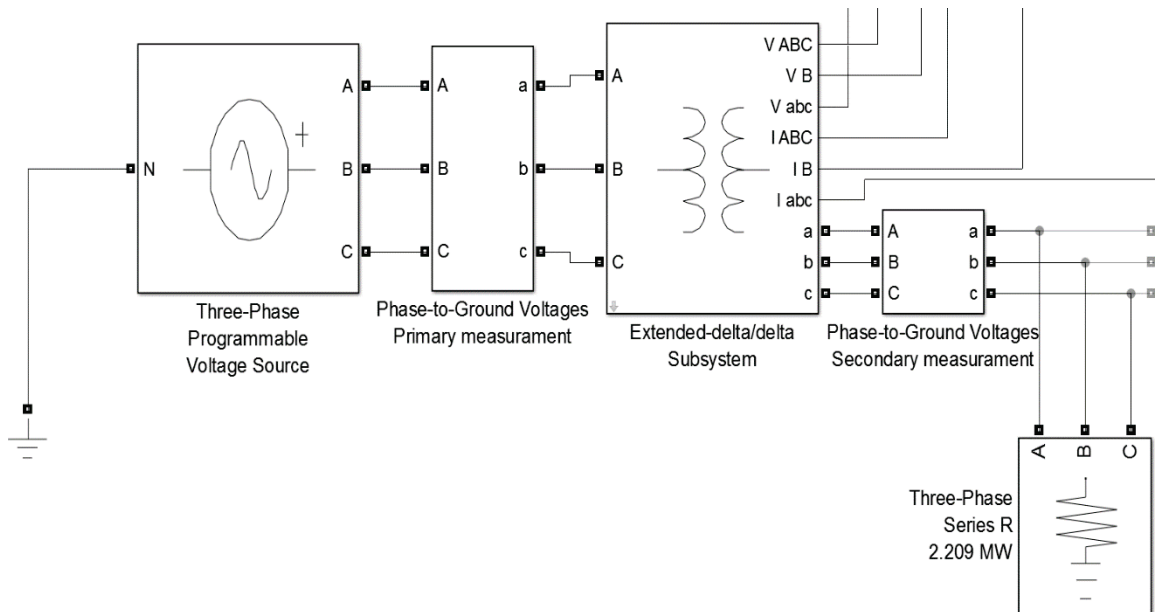 N
A
B
C
Three-Phase
Programmable
Voltage Source
A
B
C
a
b
c
Phase-to-Ground Voltages
Primary measurament
A
B
C
V ABC
V B
V abc
I ABC
I B
I abc
a
b
c
Extended-delta/delta
Subsystem
A
B
C
a
b
c
Phase-to-Ground Voltages
Secondary measurament
A
B
C
Three-Phase
Series R
2.209 MW